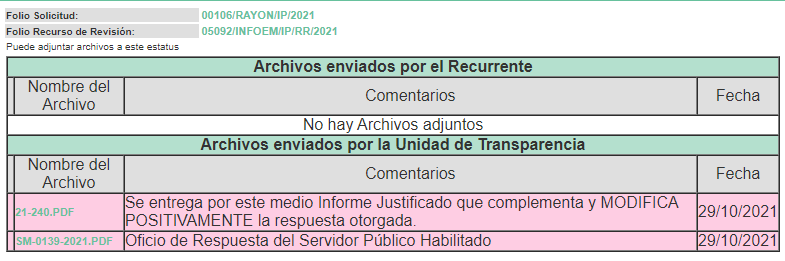 Folio Solicitud: 00106/RAYON/IP/2021
Folio Recurso de Revisión: 05092/INFOEM/IP/RR/2021
Puede adjuntar archivos a este estatus
Archivos enviados por el Recurrente
Nombre del Archivo Comentarios Fecha
No hay Archivos adjuntos
Archivos enviados por la Unidad de Transparencia
Nombre del Archivo Comentarios Fecha
21-240.PDF Se entrega por este medio Informe Justificado que complementa y MODIFICA
POSITIVAMENTE la respuesta otorgada. 29/10/2021
SM-0139-2021.PDF Oficio de Respuesta del Servidor Público Habilitado 29/10/2021